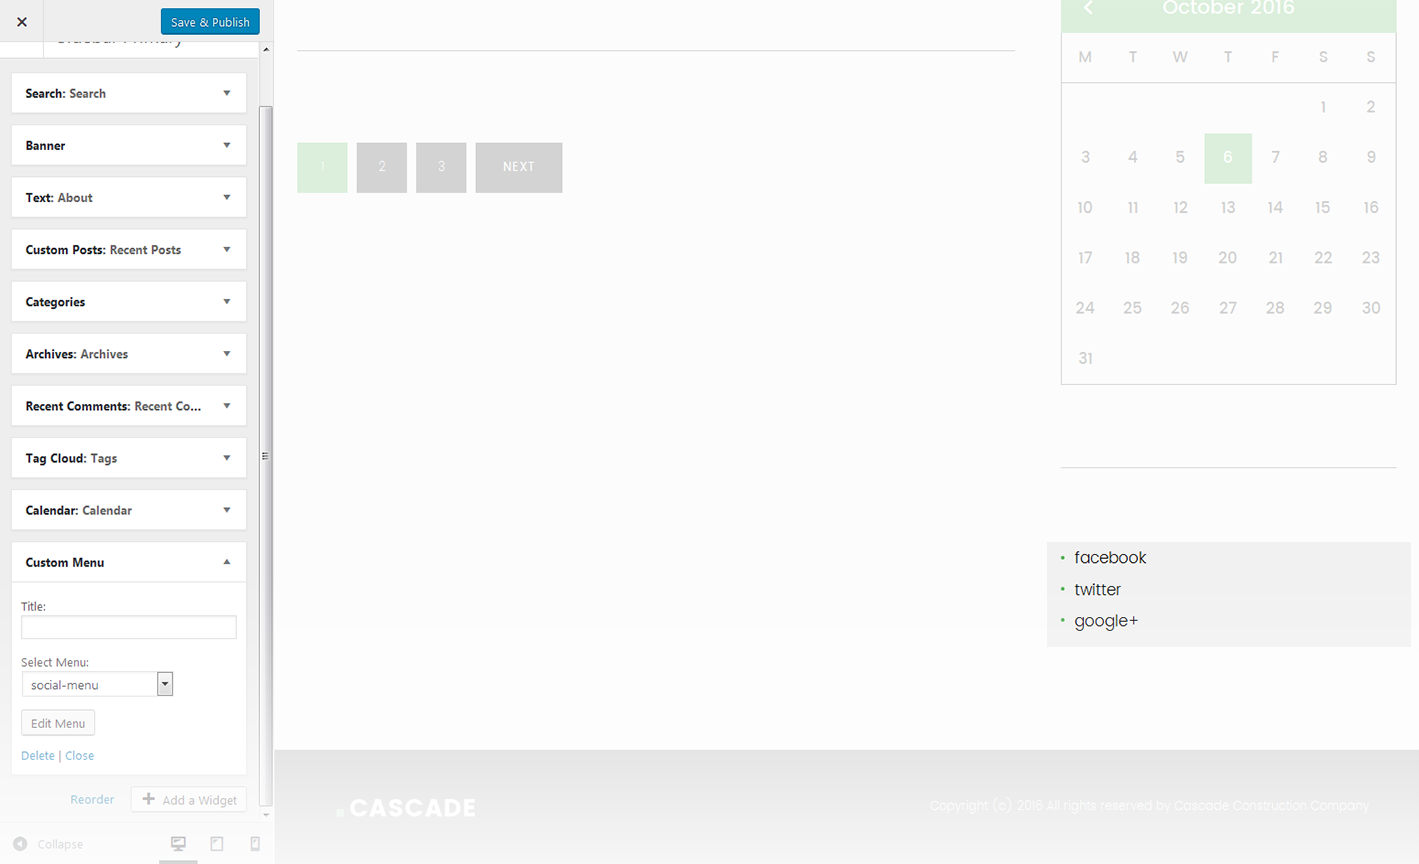 Save & Publish
Sidebar Primary
Search: Search
Banner
Text: About
Custom Posts: Recent Posts
Categories
Archives: Archives
Recent Comments: Recent Co...
Tag Cloud: Tags
Calendar: Calendar
Custom Menu
Title:
Select Menu:
social-menu
Edit Menu
Delete | Close
Reorder
Add a Widget
Collapse
1 2 3 NEXT
October 2016
M T W T F S S
1 2
3 4 5 6 7 8 9
10 11 12 13 14 15 16
17 18 19 20 21 22 23
24 25 26 27 28 29 30
31
facebook
twitter
google+
CASCADE
Copyright (c) 2016 All rights reserved by Cascade Construction Company